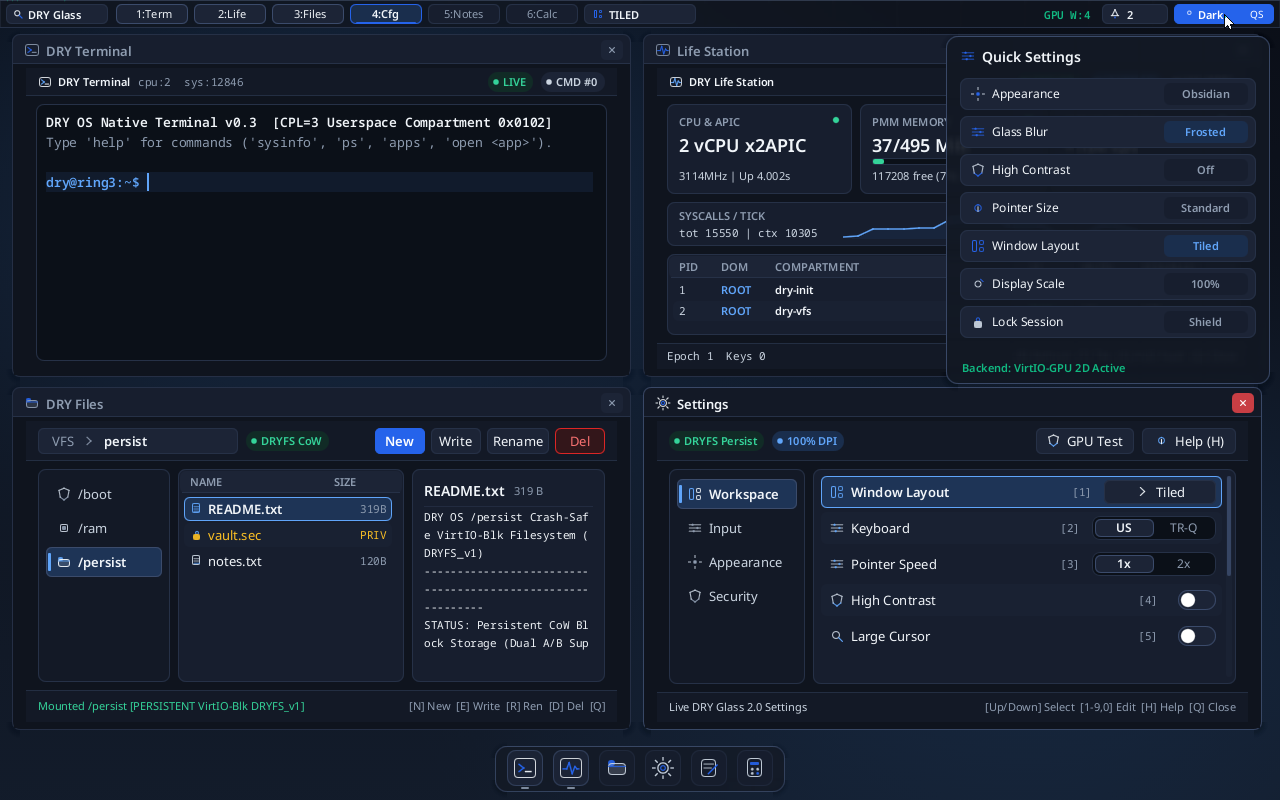 DRY Glass 1:Term 2:Life 3:Files 4:Cfg 5:Notes 6:Calc TILED GPU W:4 2 Dark QS
DRY Terminal
DRY Terminal cpu:2 sys:12846 LIVE CMD #0
DRY OS Native Terminal v0.3 [CPL=3 Userspace Compartment 0x0102]
Type 'help' for commands ('sysinfo', 'ps', 'apps', 'open <app>').
dry@ring3:~$
Life Station
DRY Life Station
CPU & APIC
2 vCPU x2APIC
3114MHz | Up 4.002s
PMM MEMORY
37/495
117208 free
SYSCALLS / TICK
tot 15550 | ctx 10305
PID DOM COMPARTMENT
1 ROOT dry-init
2 ROOT dry-vfs
Epoch 1 Keys 0
Quick Settings
Appearance Obsidian
Glass Blur Frosted
High Contrast Off
Pointer Size Standard
Window Layout Tiled
Display Scale 100%
Lock Session Shield
Backend: VirtIO-GPU 2D Active
DRY Files
VFS persist DRYFS CoW New Write Rename Del
/boot
/ram
/persist
NAME SIZE
README.txt 319B
vault.sec PRIV
notes.txt 120B
README.txt 319 B
DRY OS /persist Crash-Saf
e VirtIO-Blk Filesystem (
DRYFS_v1)
-------------------------
-------------------------
---------
STATUS: Persistent CoW Bl
ock Storage (Dual A/B Sup
Mounted /persist [PERSISTENT VirtIO-Blk DRYFS_v1] [N] New [E] Write [R] Ren [D] Del [Q]
Settings
DRYFS Persist 100% DPI GPU Test Help (H)
Workspace
Input
Appearance
Security
Window Layout [1] Tiled
Keyboard [2] US TR-Q
Pointer Speed [3] 1x 2x
High Contrast [4]
Large Cursor [5]
Live DRY Glass 2.0 Settings [Up/Down] Select [1-9,0] Edit [H] Help [Q] Close